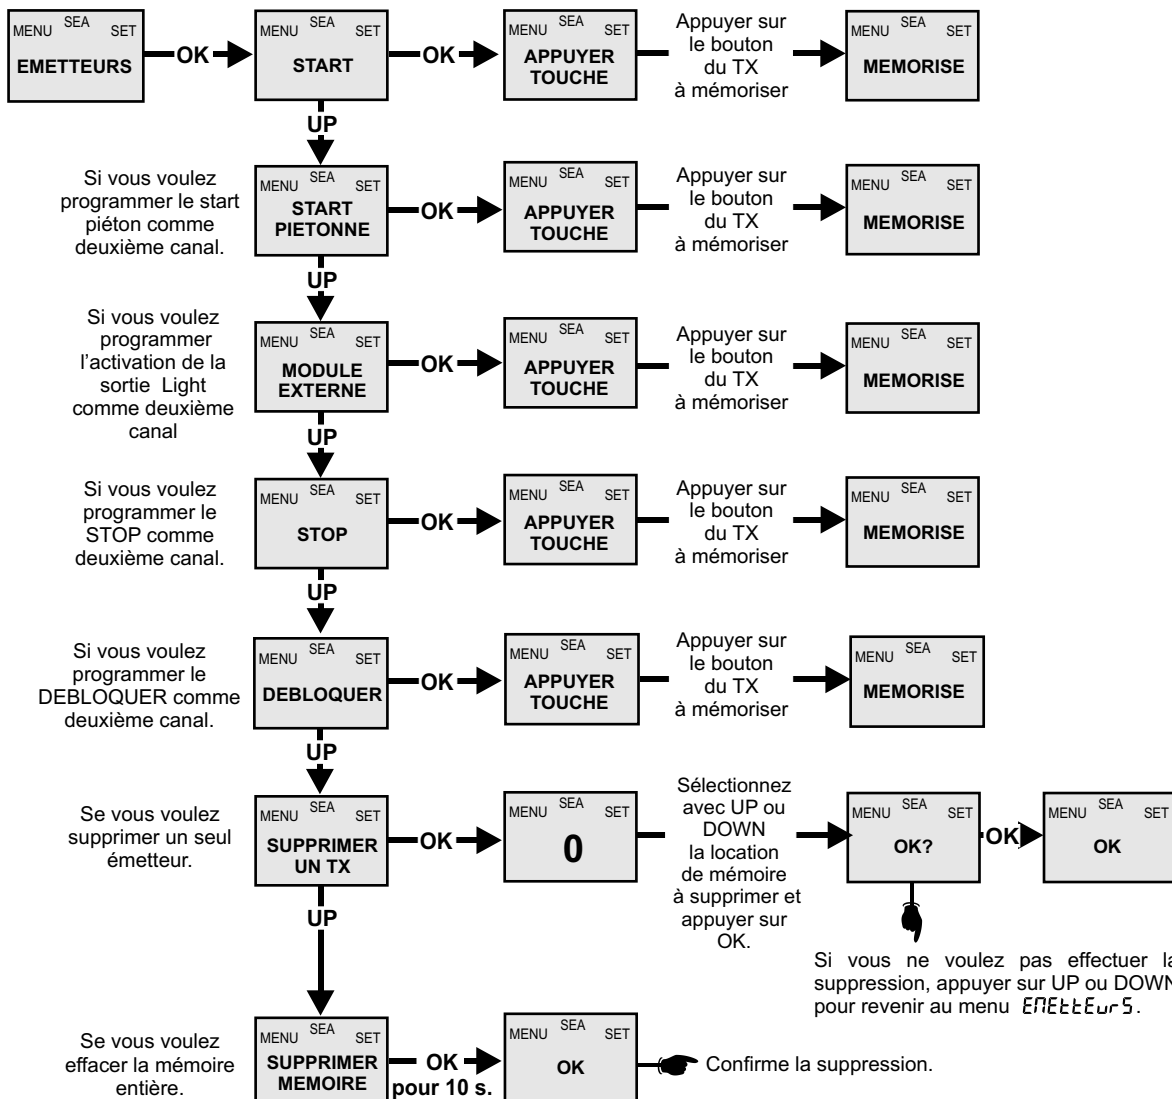 MENU SEA SET
EMETTEURS
OK
MENU SEA SET
START
OK
MENU SEA SET
APPUYER
TOUCHE
Appuyer sur
le bouton
du TX
à mémoriser
MENU SEA SET
MEMORISE
UP
Si vous voulez
programmer le start
piéton comme
deuxième canal.
MENU SEA SET
START
PIETONNE
OK
MENU SEA SET
APPUYER
TOUCHE
Appuyer sur
le bouton
du TX
à mémoriser
MENU SEA SET
MEMORISE
UP
Si vous voulez
programmer
l'activation de la
sortie Light
comme deuxième
canal
MENU SEA SET
MODULE
EXTERNE
OK
MENU SEA SET
APPUYER
TOUCHE
Appuyer sur
le bouton
du TX
à mémoriser
MENU SEA SET
MEMORISE
UP
Si vous voulez
programmer le
STOP comme
deuxième canal.
MENU SEA SET
STOP
OK
MENU SEA SET
APPUYER
TOUCHE
Appuyer sur
le bouton
du TX
à mémoriser
MENU SEA SET
MEMORISE
UP
Si vous voulez
programmer le
DEBLOQUER comme
deuxième canal.
MENU SEA SET
DEBLOQUER
OK
MENU SEA SET
APPUYER
TOUCHE
Appuyer sur
le bouton
du TX
à mémoriser
MENU SEA SET
MEMORISE
UP
Se vous voulez
supprimer un seul
émetteur.
MENU SEA SET
SUPPRIMER
UN TX
OK
MENU SEA SET
0
Sélectionnez
avec UP ou
DOWN
la location
de mémoire
à supprimer et
appuyer sur
OK.
MENU SEA SET
OK?
OK
MENU SEA SET
OK
Si vous ne voulez pas effectuer la
suppression, appuyer sur UP ou DOWN
pour revenir au menu EMEttEurS.
UP
Se vous voulez
effacer la mémoire
entière.
MENU SEA SET
SUPPRIMER
MEMOIRE
OK
pour 10 s.
MENU SEA SET
OK
Confirme la suppression.